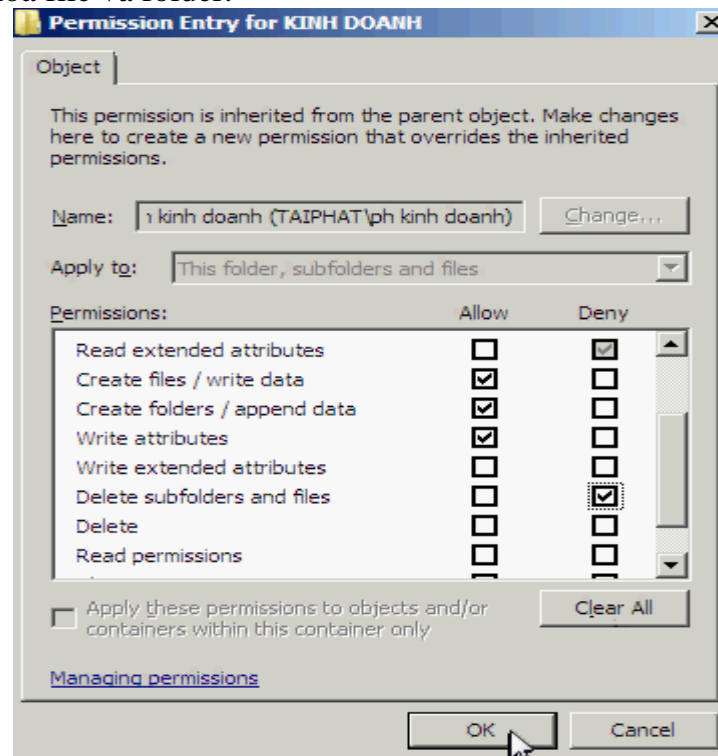 file và folder.
Permission Entry for KINH DOANH
Object
This permission is inherited from the parent object. Make changes
here to create a new permission that overrides the inherited
permissions.
Name: kinh doanh (TAIPHAT\ph kinh doanh) Change...
Apply to: This folder, subfolders and files
Permissions: Allow Deny
Read extended attributes
Create files / write data
Create folders / append data
Write attributes
Write extended attributes
Delete subfolders and files
Delete
Read permissions
Apply these permissions to objects and/or
containers within this container only
Clear All
Managing permissions
OK Cancel